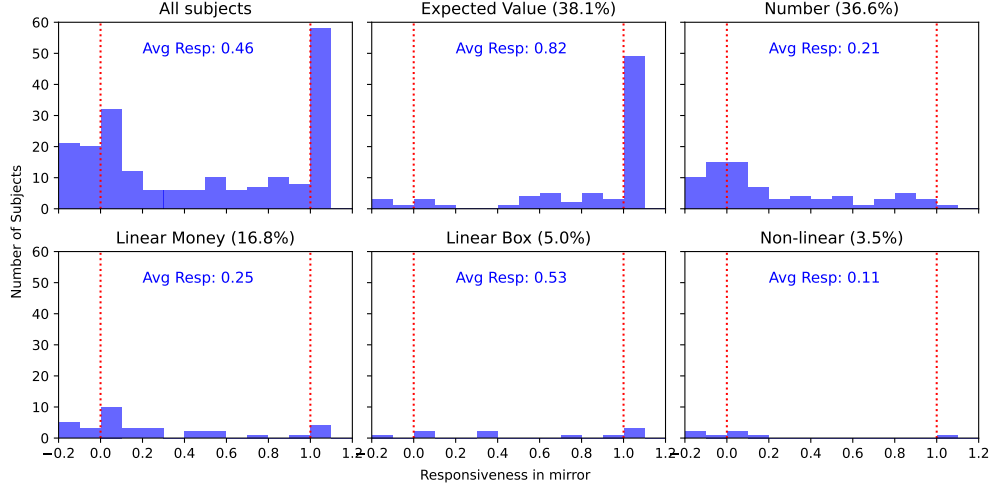 All subjects
Expected Value (38.1%)
Number (36.6%)
60
50
40
30
20
10
0
Avg Resp: 0.46
Avg Resp: 0.82
Avg Resp: 0.21
Number of Subjects
Linear Money (16.8%)
Linear Box (5.0%)
Non-linear (3.5%)
60
50
40
30
20
10
0
Avg Resp: 0.25
Avg Resp: 0.53
Avg Resp: 0.11
−0.2 0.0 0.2 0.4 0.6 0.8 1.0 1.2
−0.2 0.0 0.2 0.4 0.6 0.8 1.0 1.2
−0.2 0.0 0.2 0.4 0.6 0.8 1.0 1.2
Responsiveness in mirror